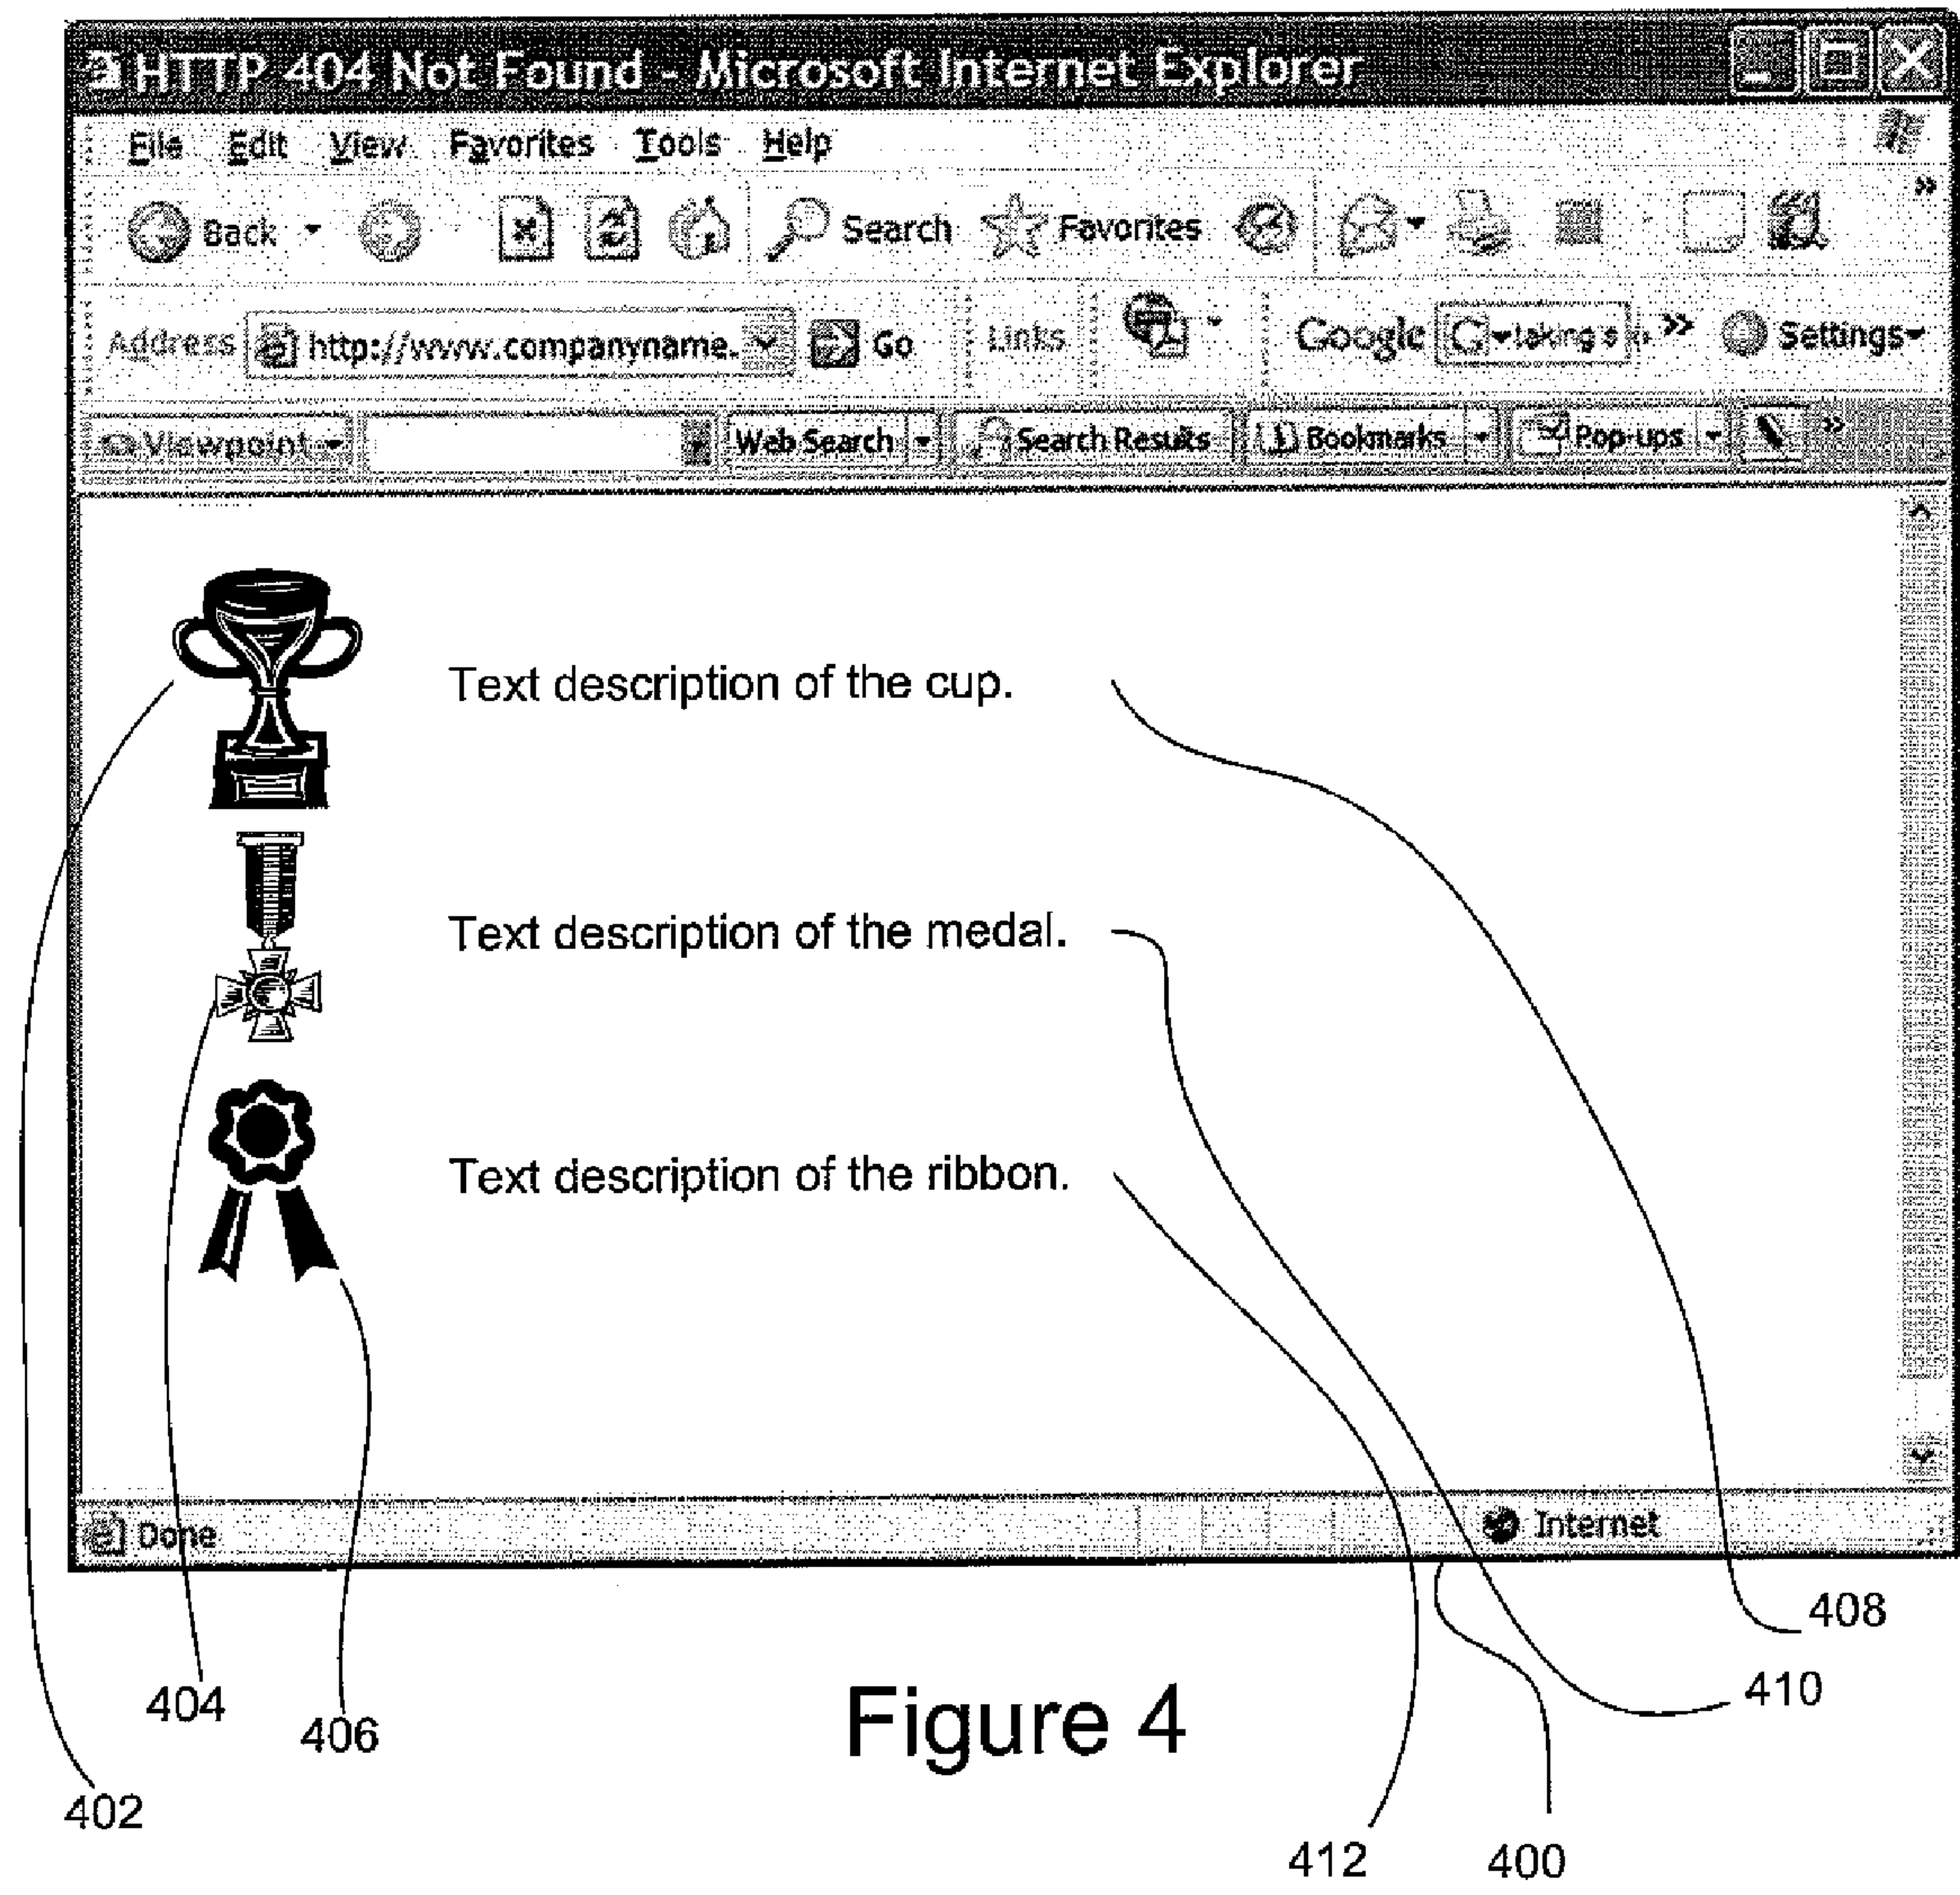 HTTP 404 Not Found - Microsoft Internet Explorer
File Edit View Favorites Tools Help
Back Search Favorites
Address http://www.companyname. Go Links Google Settings
Viewpoint Web Search Search Results Bookmarks Pop-ups
Text description of the cup.
Text description of the medal.
Text description of the ribbon.
Done Internet
408
404 406 Figure 4 410
402 412 400